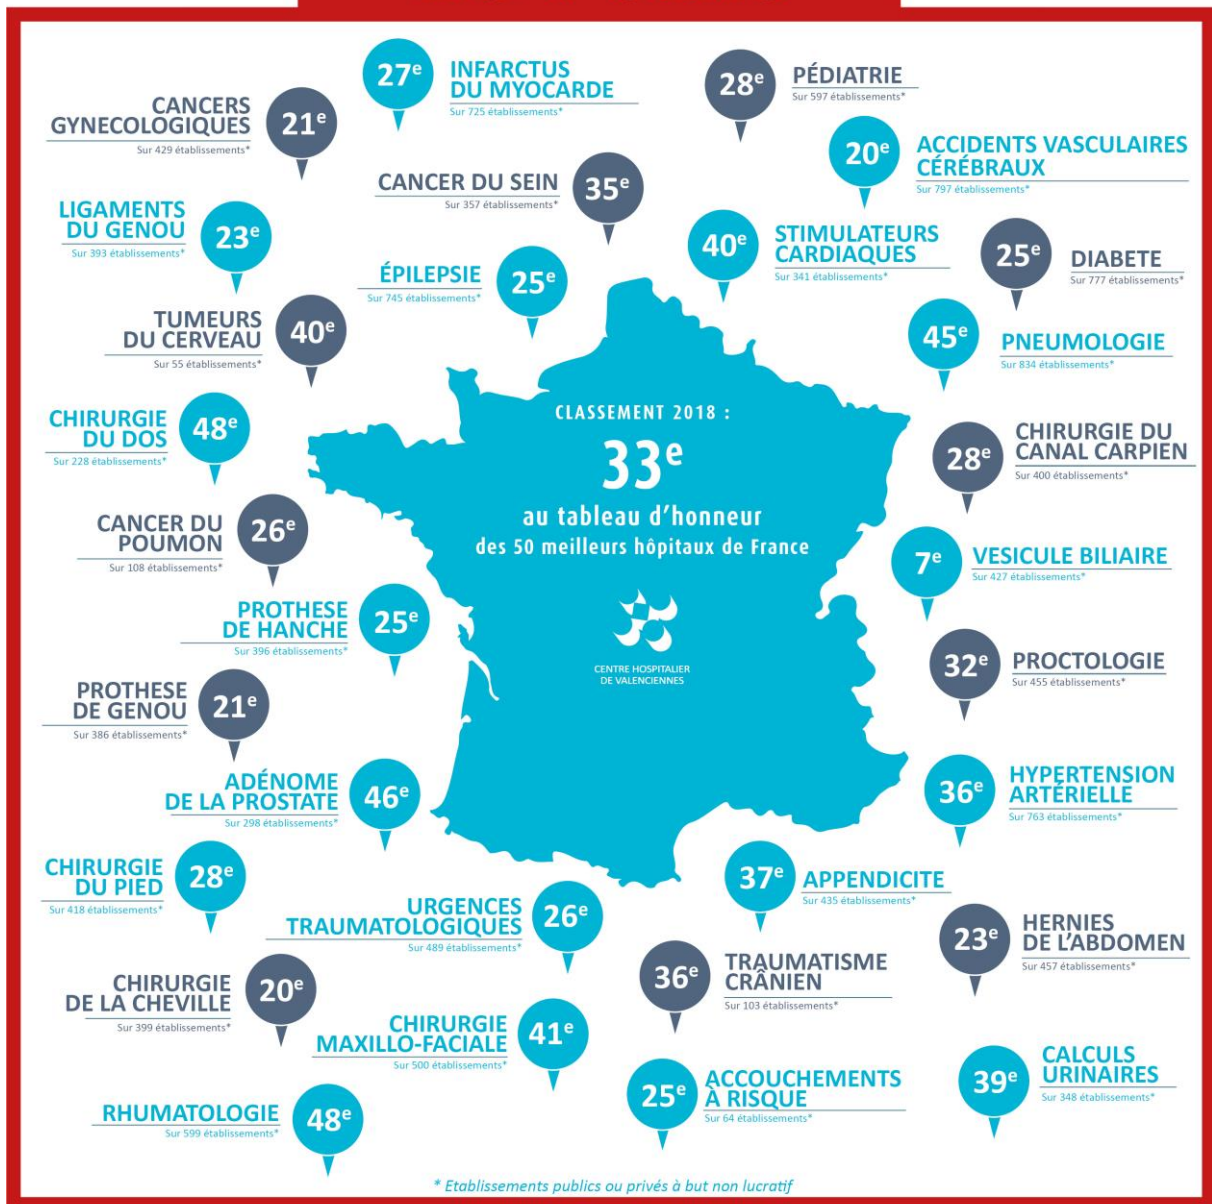 27e
INFARCTUS
DU MYOCARDE
Sur 725 établissements*
28e
PÉDIATRIE
Sur 597 établissements*
CANCERS
GYNECOLOGIQUES
Sur 429 établissements*
21e
20e
ACCIDENTS VASCULAIRES
CÉRÉBRAUX
Sur 797 établissements*
CANCER DU SEIN
Sur 357 établissements*
35e
LIGAMENTS
DU GENOU
Sur 393 établissements*
23e
40e
STIMULATEURS
CARDIAQUES
Sur 341 établissements*
25e
DIABETE
Sur 777 établissements*
ÉPILEPSIE
Sur 745 établissements*
25e
TUMEURS
DU CERVEAU
Sur 55 établissements*
40e
45e
PNEUMOLOGIE
Sur 834 établissements*
CHIRURGIE
DU DOS
Sur 228 établissements*
48e
CLASSEMENT 2018 :
33e
au tableau d'honneur
des 50 meilleurs hôpitaux de France
CENTRE HOSPITALIER
DE VALENCIENNES
28e
CHIRURGIE DU
CANAL CARPIEN
Sur 400 établissements*
CANCER DU
POUMON
Sur 108 établissements*
26e
7e
VESICULE BILIAIRE
Sur 427 établissements*
PROTHESE
DE HANCHE
Sur 396 établissements*
25e
32e
PROCTOLOGIE
Sur 455 établissements*
PROTHESE
DE GENOU
Sur 386 établissements*
21e
ADÉNOME
DE LA PROSTATE
Sur 298 établissements*
46e
36e
HYPERTENSION
ARTÉRIELLE
Sur 763 établissements*
CHIRURGIE
DU PIED
Sur 418 établissements*
28e
37e
APPENDICITE
Sur 435 établissements*
URGENCES
TRAUMATOLOGIQUES
Sur 489 établissements*
26e
23e
HERNIES
DE L'ABDOMEN
Sur 457 établissements*
CHIRURGIE
DE LA CHEVILLE
Sur 399 établissements*
20e
36e
TRAUMATISME
CRÂNIEN
Sur 103 établissements*
CHIRURGIE
MAXILLO-FACIALE
Sur 500 établissements*
41e
25e
ACCOUCHEMENTS
À RISQUE
Sur 64 établissements*
39e
CALCULS
URINAIRES
Sur 348 établissements*
RHUMATOLOGIE
Sur 599 établissements*
48e
* Etablissements publics ou privés à but non lucratif